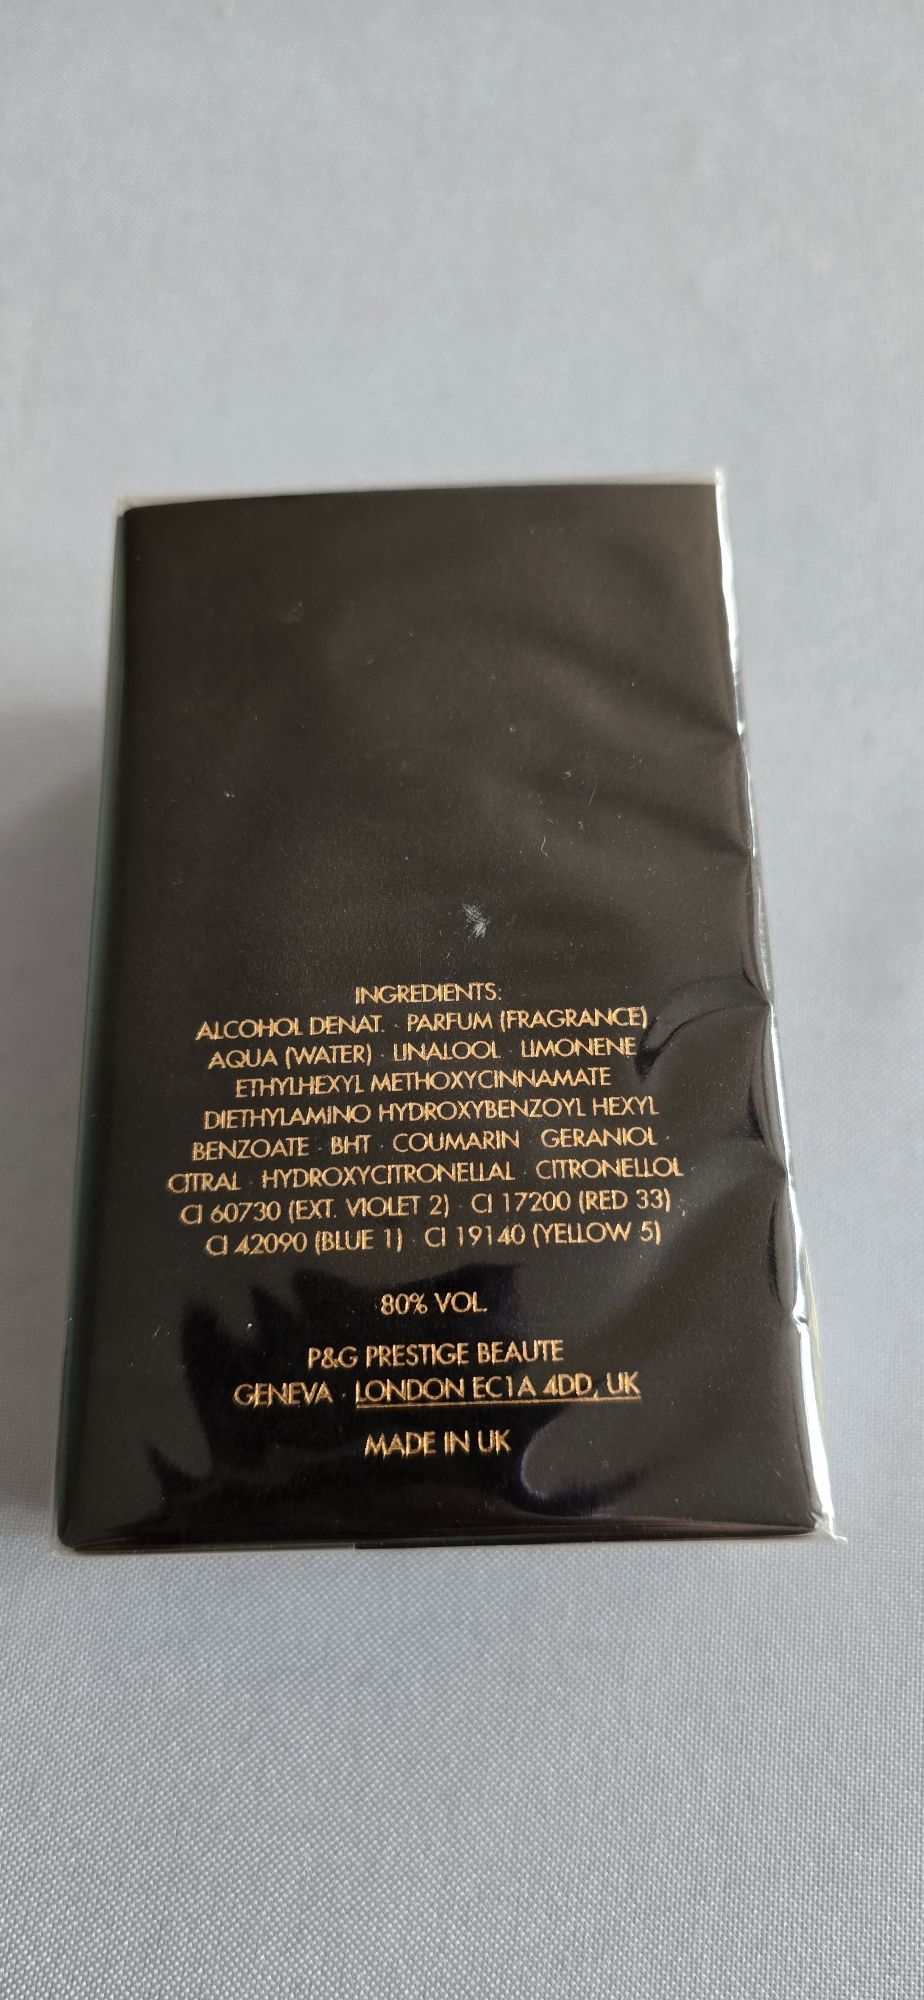 INGREDIENTS:
ALCOHOL DENAT. · PARFUM (FRAGRANCE)
AQUA (WATER) · LINALOOL · LIMONENE
ETHYLHEXYL METHOXYCINNAMATE
DIETHYLAMINO HYDROXYBENZOYL HEXYL
BENZOATE · BHT · COUMARIN · GERANIOL ·
CITRAL · HYDROXYCITRONELLAL · CITRONELLOL
CI 60730 (EXT. VIOLET 2) · CI 17200 (RED 33) ·
CI 42090 (BLUE 1) · CI 19140 (YELLOW 5)
80% VOL.
P&G PRESTIGE BEAUTE
GENEVA · LONDON EC1A 4DD, UK
MADE IN UK